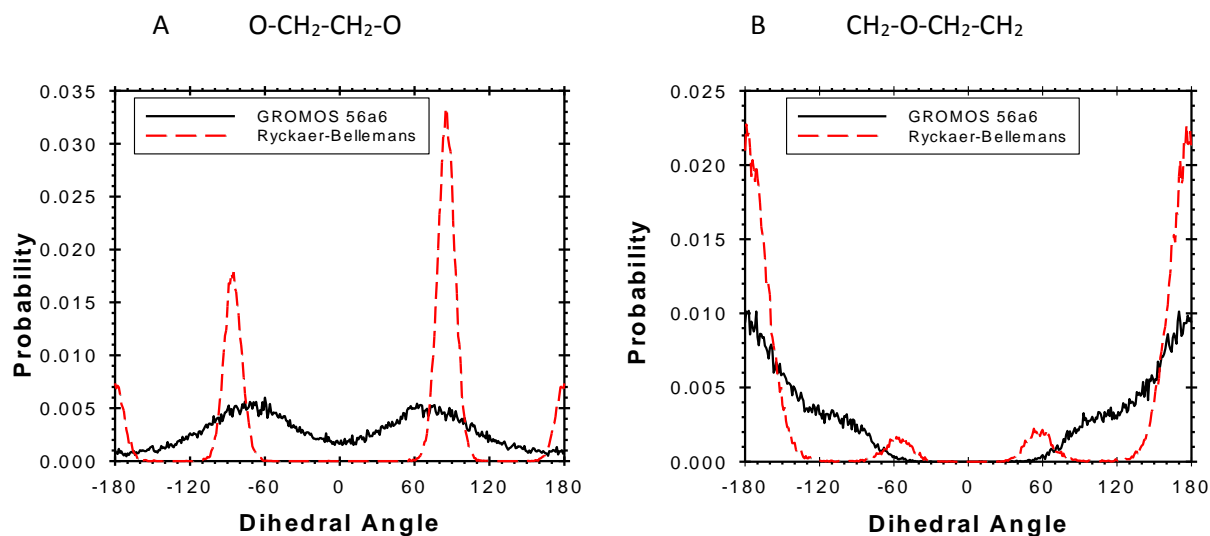 A O-CH₂-CH₂-O
B CH₂-O-CH₂-CH₂
GROMOS 56a6
Ryckaer-Bellemans
Probability
0.035
0.030
0.025
0.020
0.015
0.010
0.005
0.000
-180 -120 -60 0 60 120 180
Dihedral Angle
GROMOS 56a6
Ryckaer-Bellemans
Probability
0.025
0.020
0.015
0.010
0.005
0.000
-180 -120 -60 0 60 120 180
Dihedral Angle